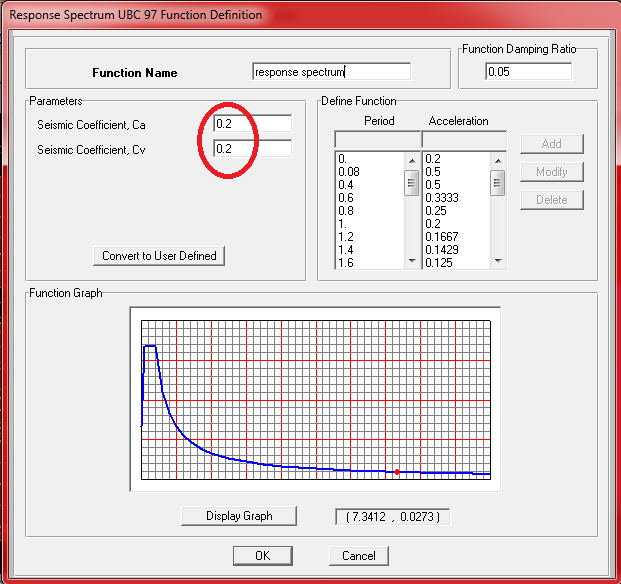 Response Spectrum UBC 97 Function Definition
Function Damping Ratio
Function Name
response spectrum
0.05
Parameters
Define Function
Seismic Coefficient, Ca
0.2
Period
Acceleration
Seismic Coefficient, Cv
0.2
Add
0.
0.2
0.08
0.5
Modify
0.4
0.5
0.6
0.3333
Delete
0.8
0.25
1.
0.2
1.2
0.1667
1.4
0.1429
1.6
0.125
Convert to User Defined
Function Graph
Display Graph
( 7.3412 , 0.0273 )
OK
Cancel